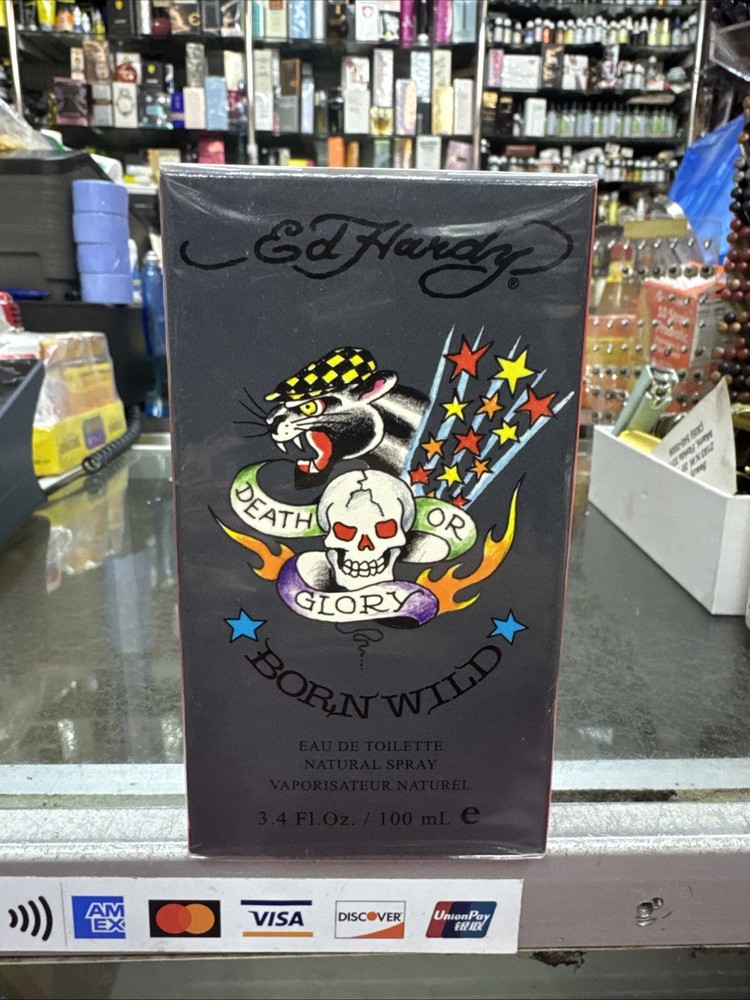 Ed Hardy®
DEATH OR
GLORY
BORN WILD
EAU DE TOILETTE
NATURAL SPRAY
VAPORISATEUR NATUREL
3.4 Fl.Oz. / 100 mL e
AM
EX
VISA
DISCOVER
UnionPay
银联